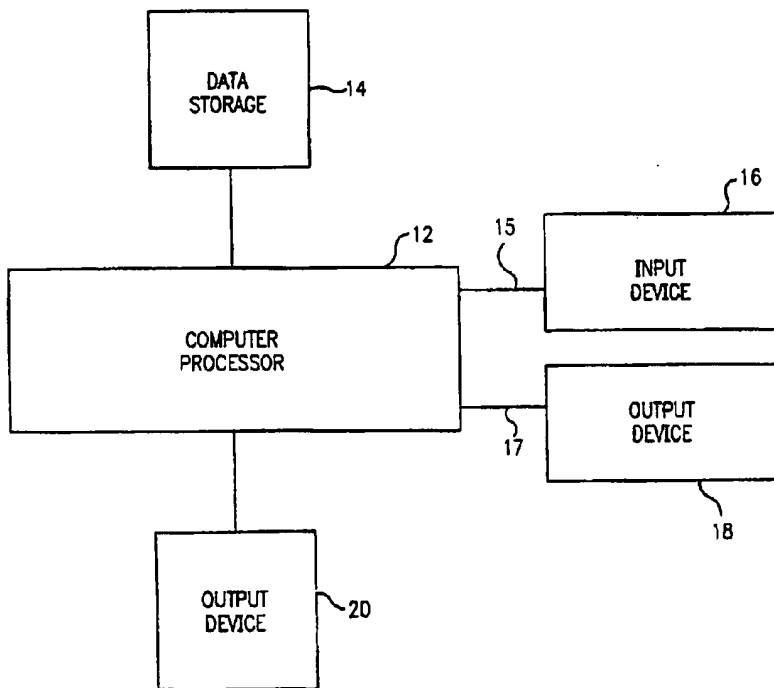 DATA
STORAGE
14
16
12
15
INPUT
DEVICE
COMPUTER
PROCESSOR
OUTPUT
DEVICE
17
18
OUTPUT
DEVICE
20